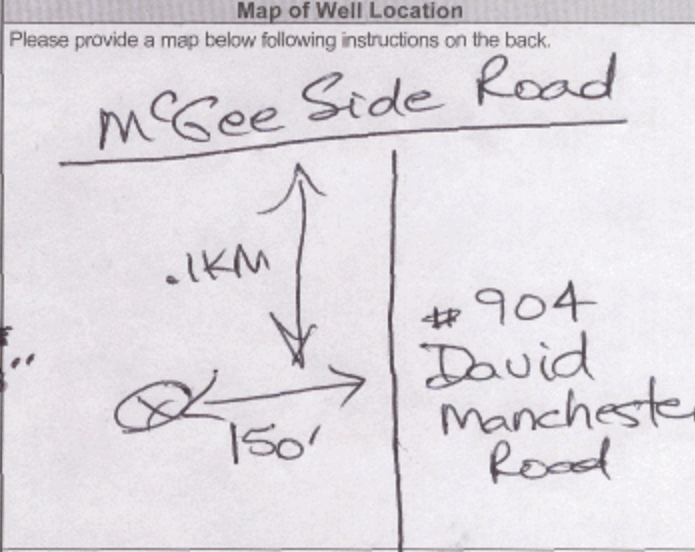 Map of Well Location
Please provide a map below following instructions on the back.
McGee Side Road
.1KM
#904
David
Mancheste
Road
150'